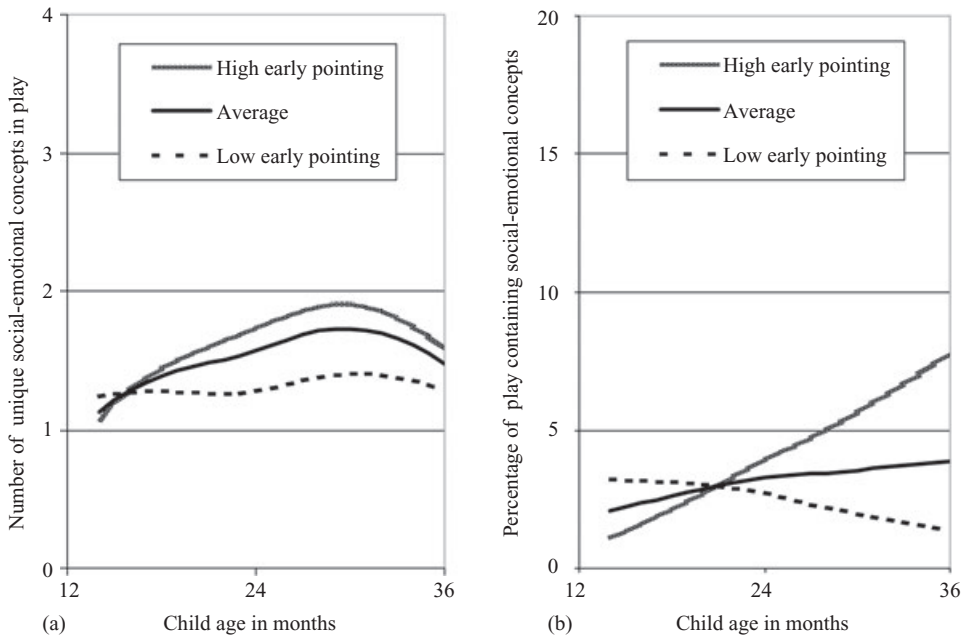 Number of unique social-emotional concepts in play
4
3
2
1
0
High early pointing
Average
Low early pointing
12
24
36
(a)
Child age in months
Percentage of play containing social-emotional concepts
20
15
10
5
0
High early pointing
Average
Low early pointing
12
24
36
(b)
Child age in months